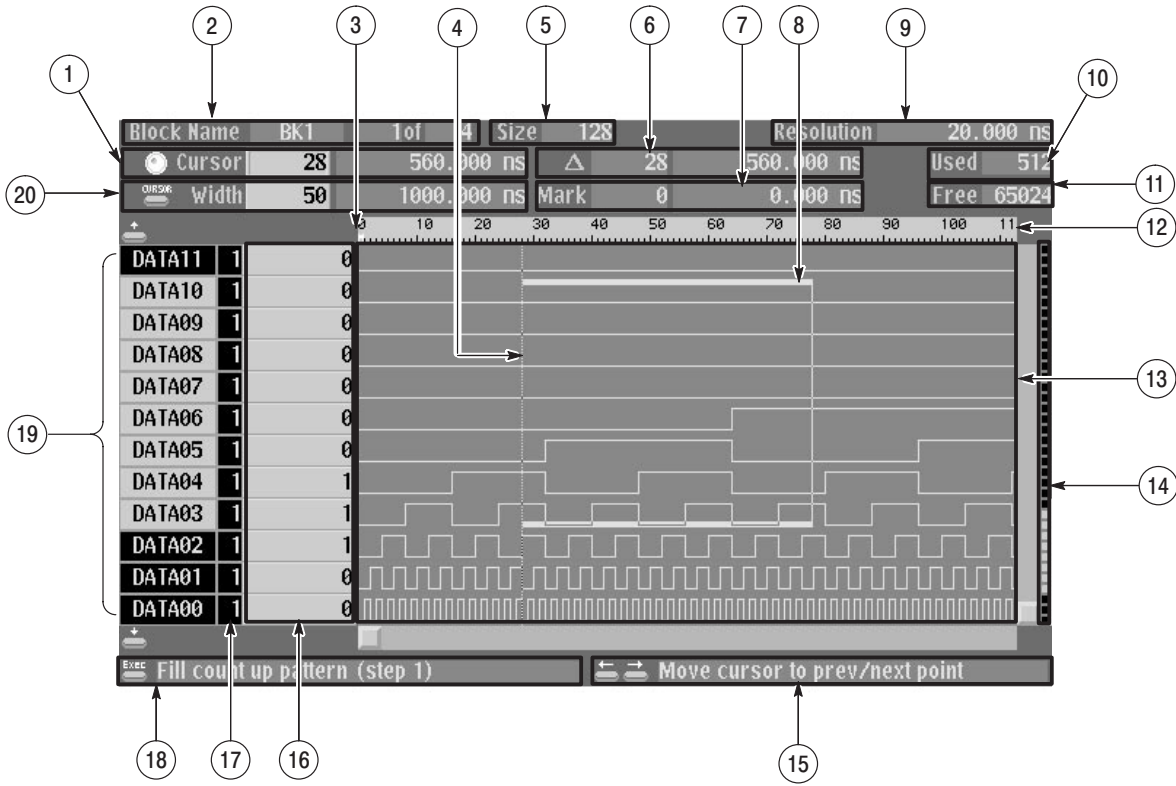 2 3 4 5 6 7 8 9
1 10
Block Name BK1 1of 4 Size 128 Resolution 20.000 ns
Cursor 28 560.000 ns Δ 28 560.000 ns Used 512
20 CURSOR Width 50 1000.000 ns Mark 0 0.000 ns Free 65024 11
0 10 20 30 40 50 60 70 80 90 100 11 12
DATA11 1 0
DATA10 1 0
DATA09 1 0
DATA08 1 0
DATA07 1 0 13
DATA06 1 0
19 DATA05 1 0
DATA04 1 1 14
DATA03 1 1
DATA02 1 1
DATA01 1 0
DATA00 1 0
Exec Fill count up pattern (step 1) ← → Move cursor to prev/next point
18 17 16 15